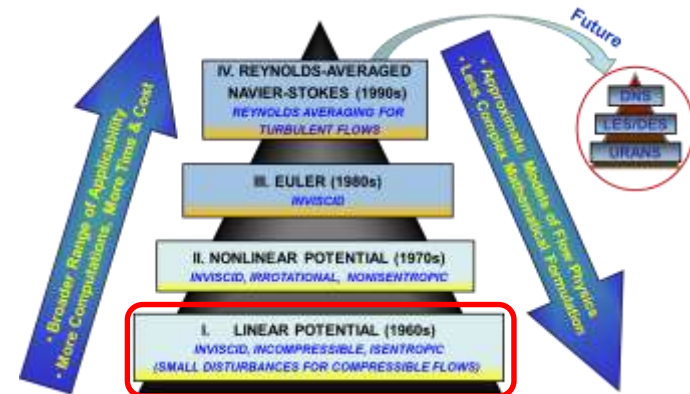 Future
DNS
LES/DES
URANS
IV. REYNOLDS-AVERAGED
NAVIER-STOKES (1990s)
REYNOLDS AVERAGING FOR
TURBULENT FLOWS
III. EULER (1980s)
INVISCID
II. NONLINEAR POTENTIAL (1970s)
INVISCID, IRROTATIONAL, NONISENTROPIC
I. LINEAR POTENTIAL (1960s)
INVISCID, INCOMPRESSIBLE, ISENTROPIC
(SMALL DISTURBANCES FOR COMPRESSIBLE FLOWS)
• Broader Range of Applicability
• More Computations, More Time & Cost
• Approximate Models of Flow Physics
• Less Complex Mathematical Formulation